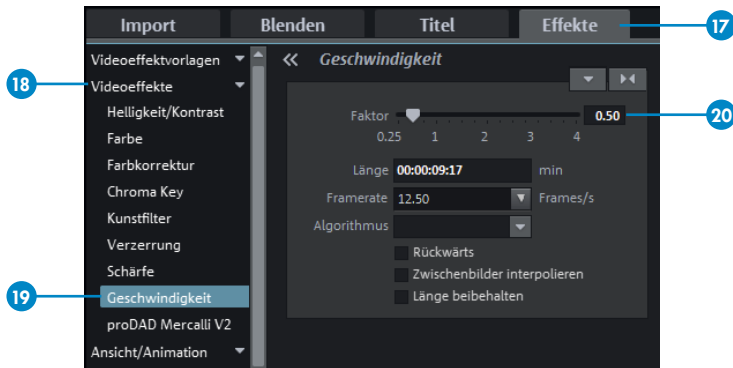 Import Blenden Titel Effekte 17
Videoeffektvorlagen
18 Videoeffekte
Helligkeit/Kontrast
Farbe
Farbkorrektur
Chroma Key
Kunstfilter
Verzerrung
Schärfe
19 Geschwindigkeit
proDAD Mercalli V2
Ansicht/Animation
Geschwindigkeit
Faktor 0.50 20
0.25 1 2 3 4
Länge 00:00:09:17 min
Framerate 12.50 Frames/s
Algorithmus
Rückwärts
Zwischenbilder interpolieren
Länge beibehalten